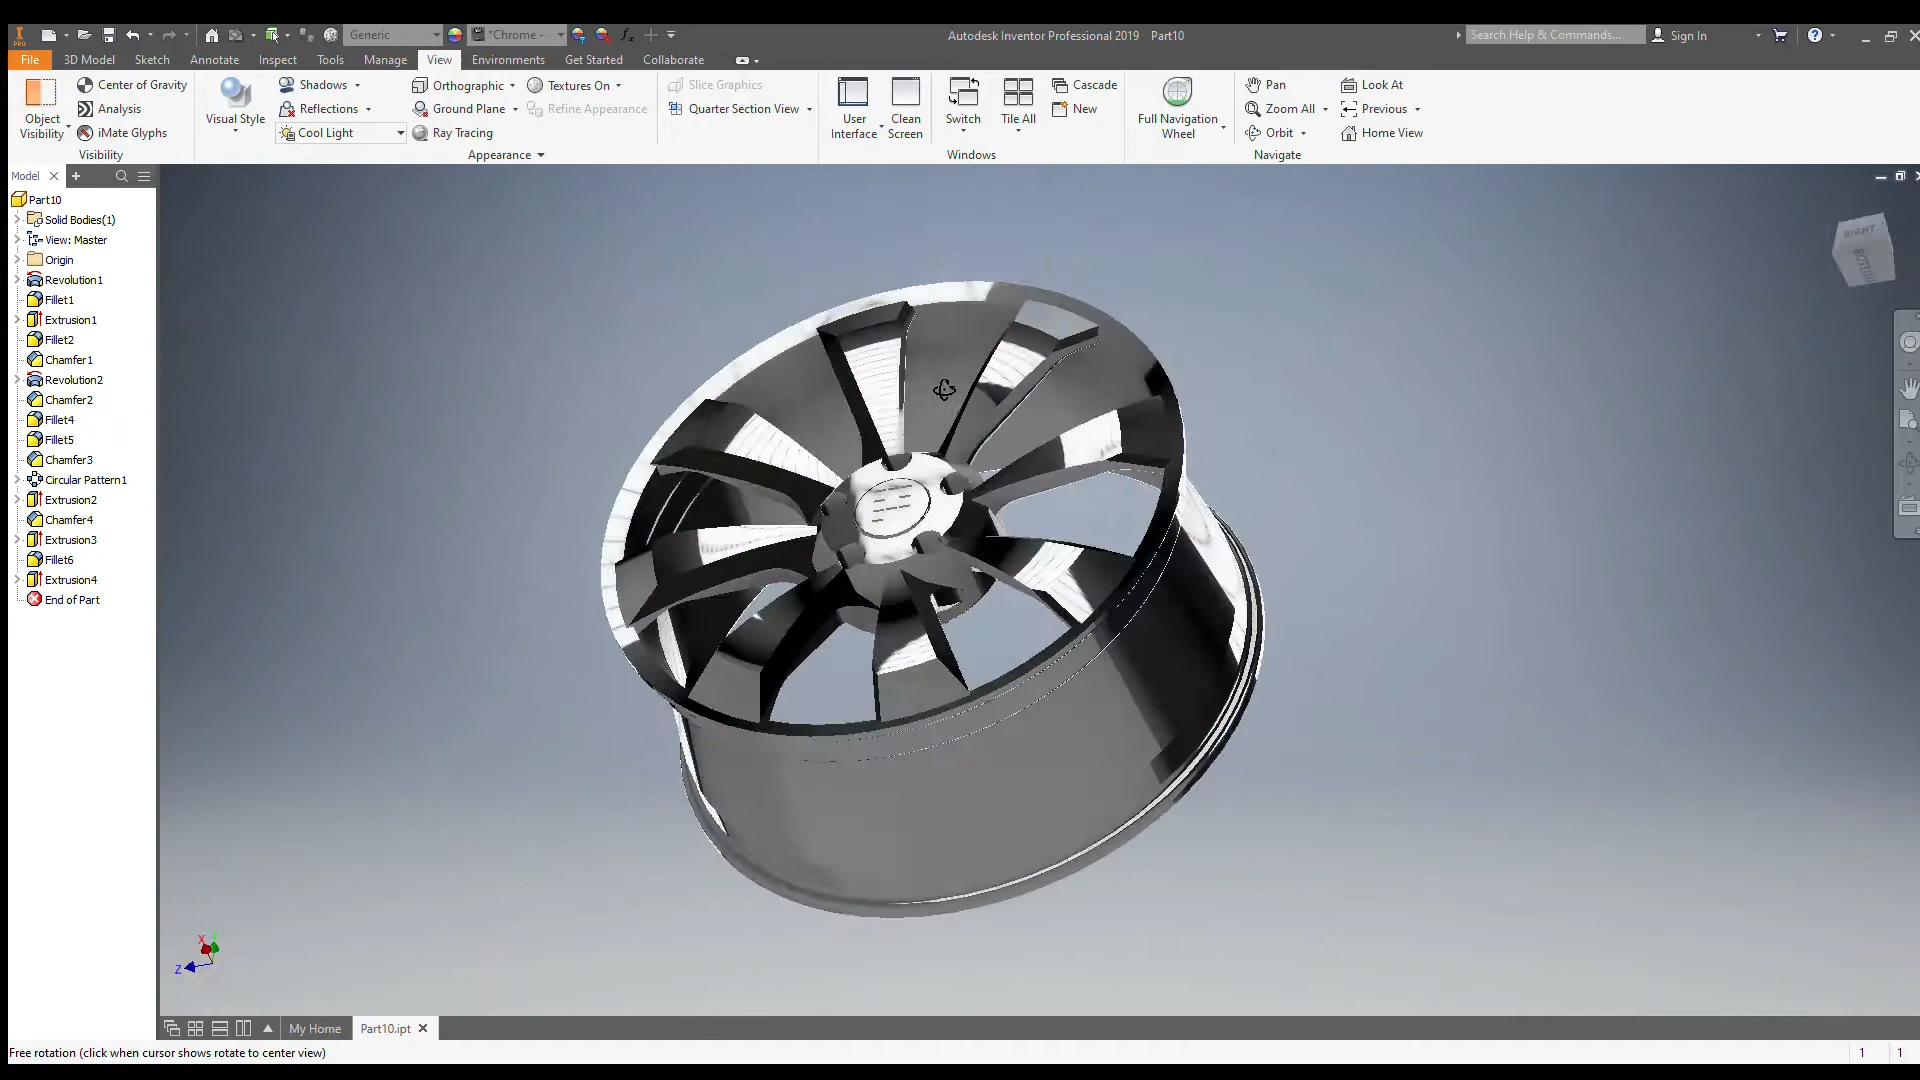 Generic
*Chrome -
Autodesk Inventor Professional 2019 Part10
Search Help & Commands...
Sign In
File 3D Model Sketch Annotate Inspect Tools Manage View Environments Get Started Collaborate
Object Visibility
Center of Gravity
Analysis
iMate Glyphs
Visibility
Visual Style
Shadows
Reflections
Cool Light
Orthographic
Ground Plane
Ray Tracing
Textures On
Refine Appearance
Appearance
Slice Graphics
Quarter Section View
User Interface
Clean Screen
Switch
Tile All
Cascade
New
Windows
Full Navigation Wheel
Pan
Zoom All
Orbit
Look At
Previous
Home View
Navigate
Model
Part10
Solid Bodies(1)
View: Master
Origin
Revolution1
Fillet1
Extrusion1
Fillet2
Chamfer1
Revolution2
Chamfer2
Fillet4
Fillet5
Chamfer3
Circular Pattern1
Extrusion2
Chamfer4
Extrusion3
Fillet6
Extrusion4
End of Part
RIGHT
BOTTOM
X
Z
My Home
Part10.ipt
Free rotation (click when cursor shows rotate to center view)
1 1